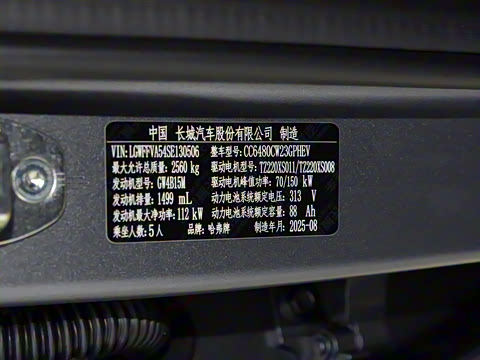 中国 长城汽车股份有限公司 制造
VIN:LGWFFVA54SE130506 整车型号:CC6480CW23GPHEV
最大允许总质量: 2560 kg 驱动电机型号:TZ220XS011/TZ220XS008
发动机型号: GW4B15M 驱动电机峰值功率: 70/150 kW
发动机排量: 1499 mL 动力电池系统额定电压: 313 V
发动机最大净功率:112 kW 动力电池系统额定容量: 88 Ah
乘坐人数: 5人 品牌: 哈弗牌 制造年月: 2025-08